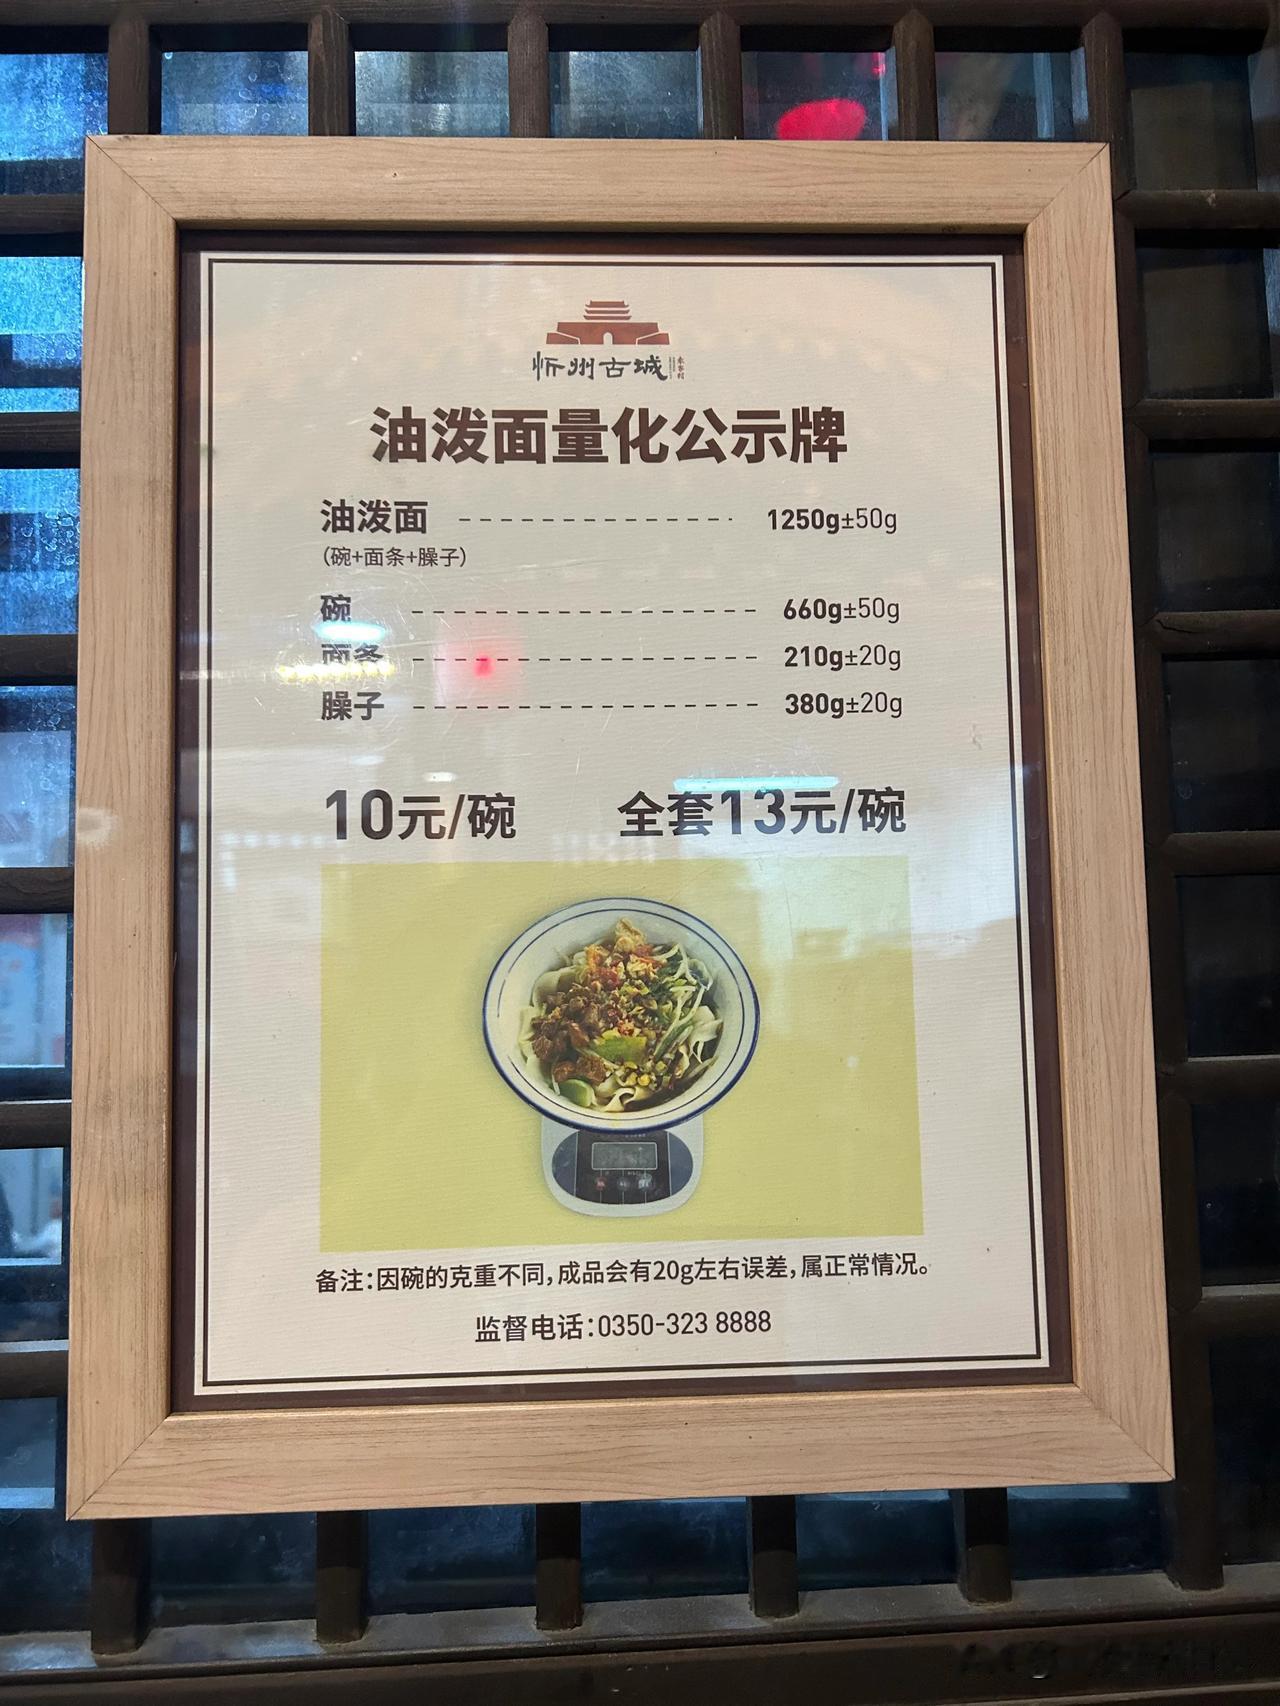 忻州古城
油泼面量化公示牌
油泼面 1250g±50g
（碗+面条+臊子）
碗 660g±50g
面条 210g±20g
臊子 380g±20g
10元/碗 全套13元/碗
备注：因碗的克重不同，成品会有20g左右误差，属正常情况。
监督电话：0350-323 8888